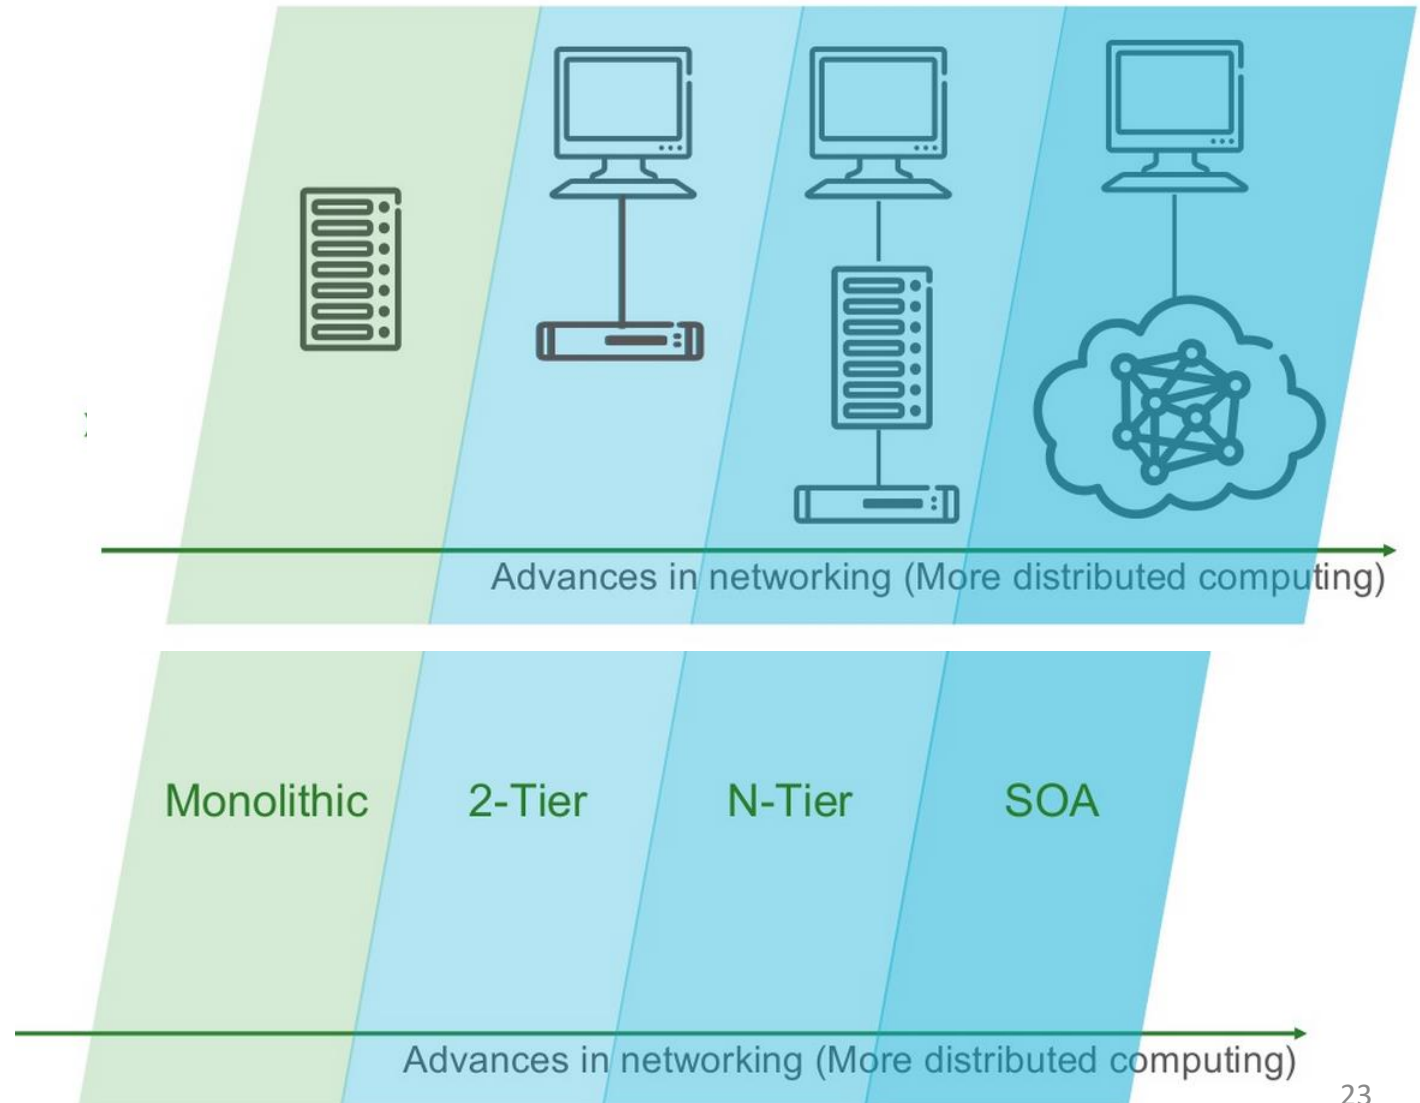 Advances in networking (More distributed computing)
Monolithic
2-Tier
N-Tier
SOA
Advances in networking (More distributed computing)
23